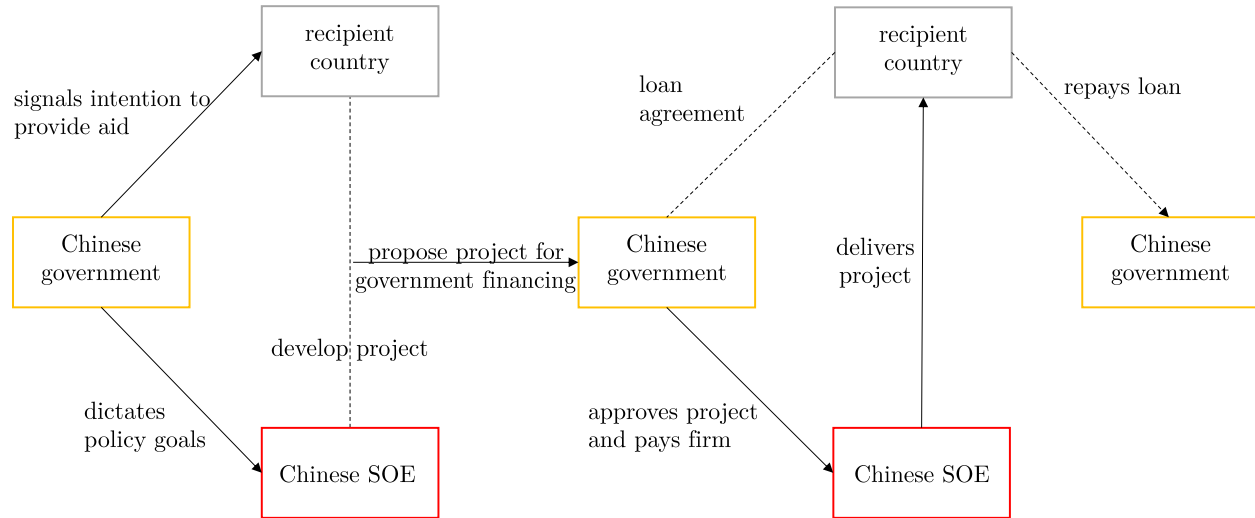 recipient
country
recipient
country
signals intention to
provide aid
loan
agreement
repays loan
Chinese
government
propose project for
government financing
Chinese
government
delivers
project
Chinese
government
develop project
dictates
policy goals
approves project
and pays firm
Chinese SOE
Chinese SOE